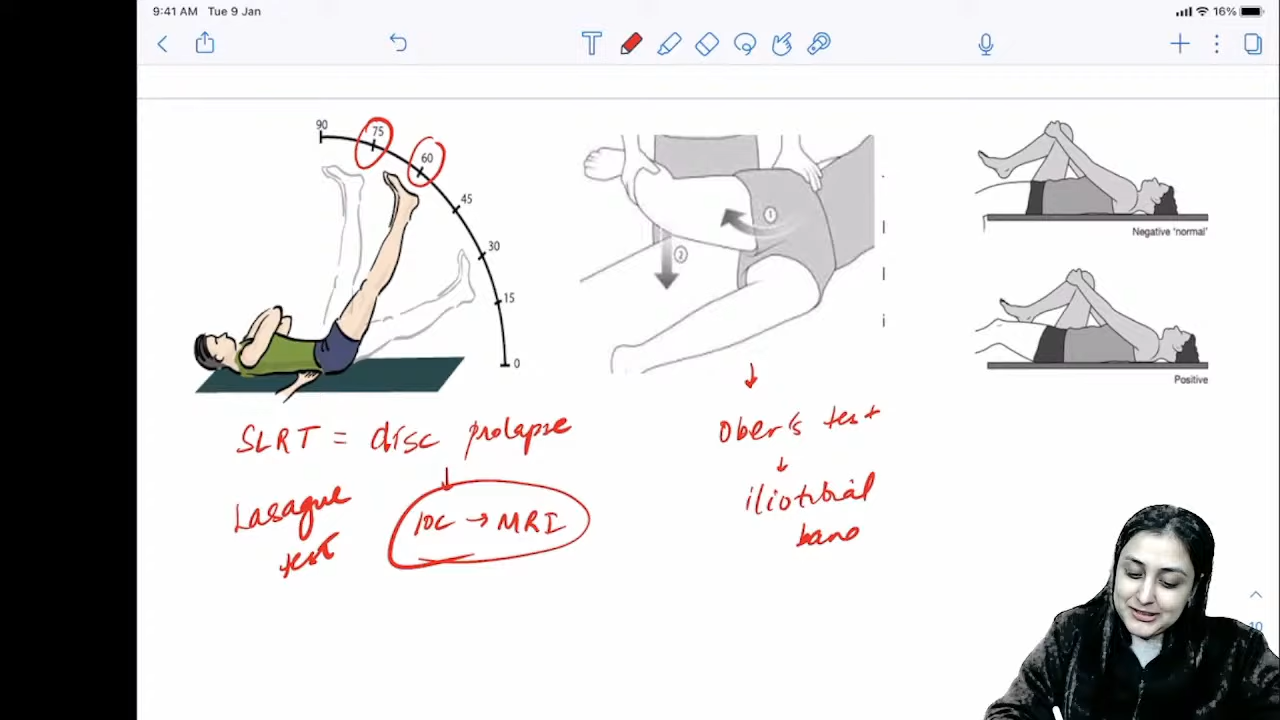 9:41 AM Tue 9 Jan
16%
90
75
60
45
30
15
0
1
2
Negative 'normal'
Positive
SLRT = disc prolapse
Lasague
test
IOC → MRI
↓
Ober's test
↓
iliotibial
band
10